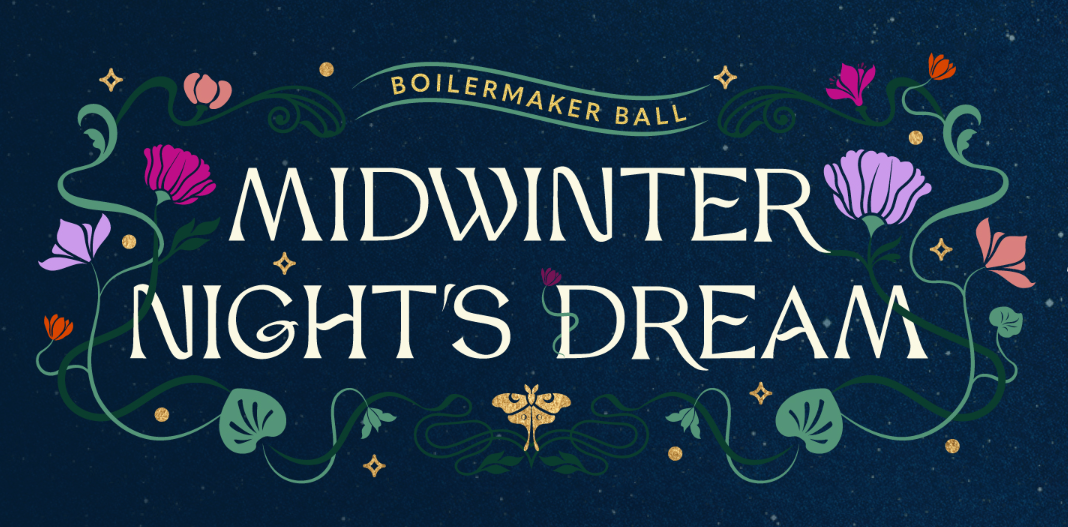 BOILERMAKER BALL
MIDWINTER
NIGHT'S DREAM